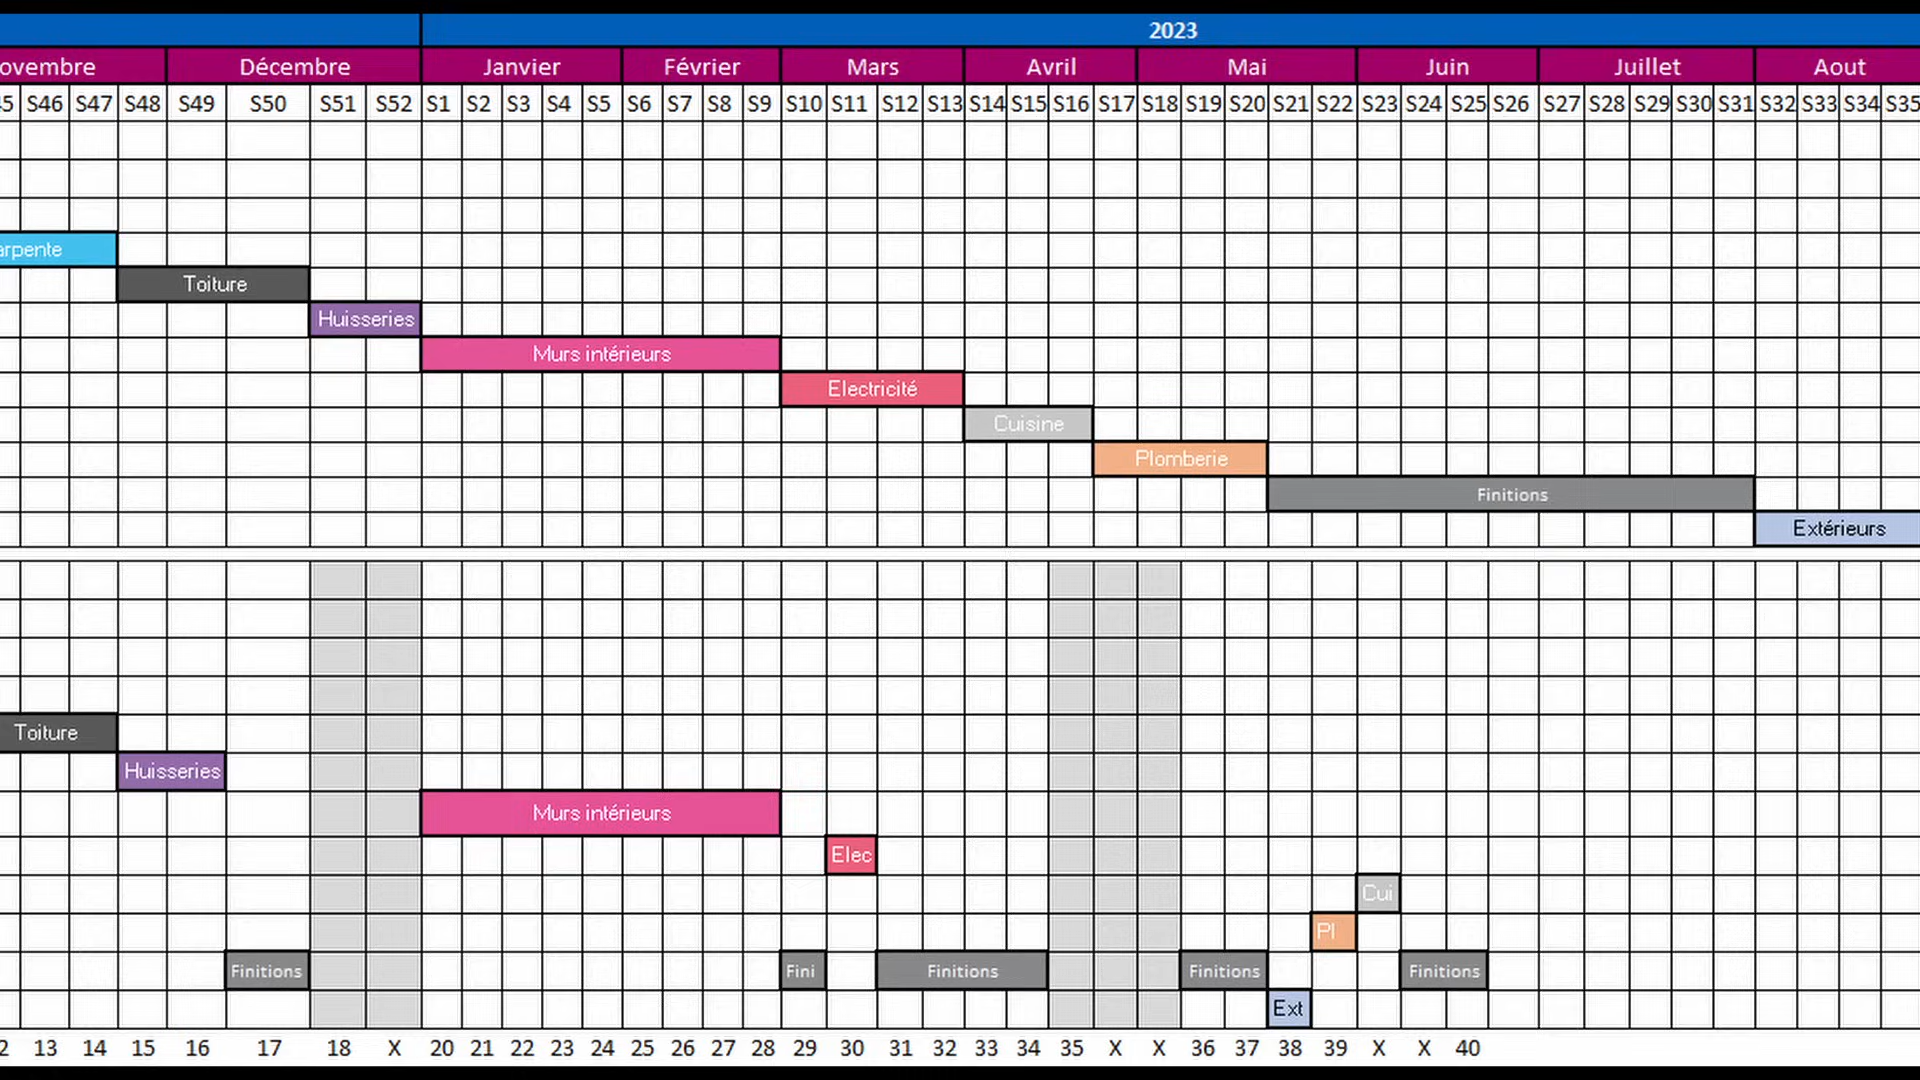 2023
ovembre Décembre Janvier Février Mars Avril Mai Juin Juillet Aout
45 S46 S47 S48 S49 S50 S51 S52 S1 S2 S3 S4 S5 S6 S7 S8 S9 S10 S11 S12 S13 S14 S15 S16 S17 S18 S19 S20 S21 S22 S23 S24 S25 S26 S27 S28 S29 S30 S31 S32 S33 S34 S35
arpente
Toiture
Huisseries
Murs intérieurs
Electricité
Cuisine
Plomberie
Finitions
Extérieurs
Toiture
Huisseries
Murs intérieurs
Elec
Cui
Pl
Finitions Fini Finitions Finitions Finitions
Ext
2 13 14 15 16 17 18 X 20 21 22 23 24 25 26 27 28 29 30 31 32 33 34 35 X X 36 37 38 39 X X 40